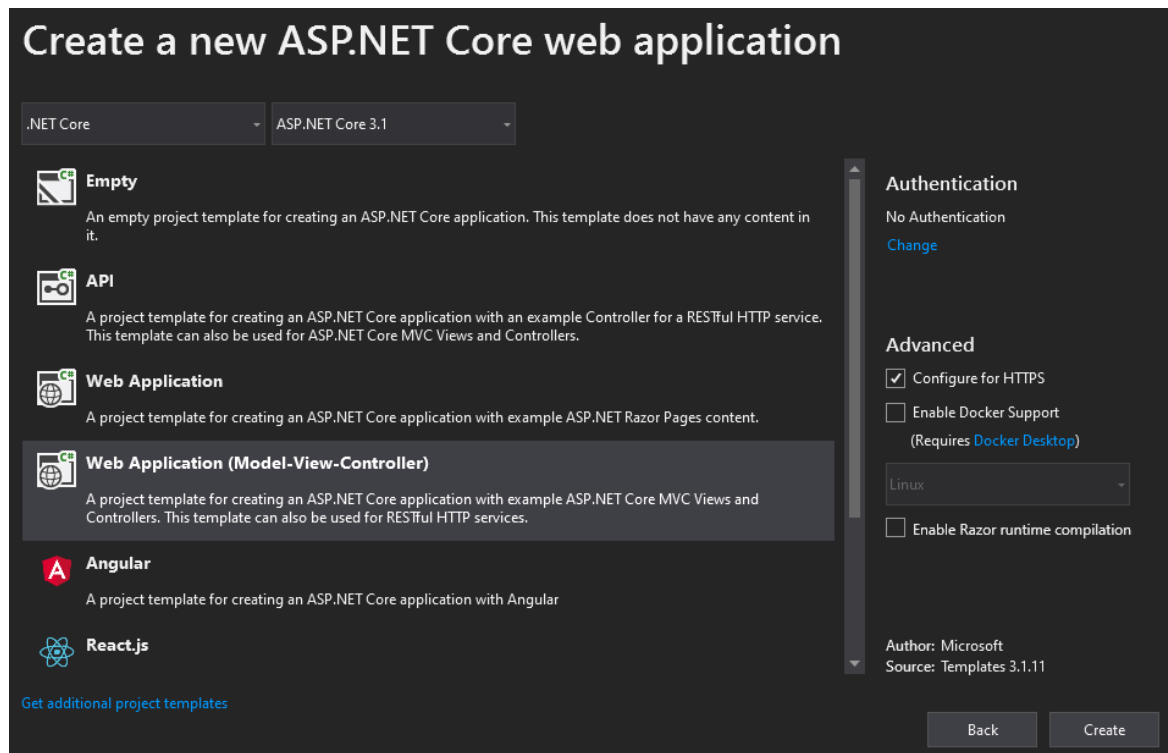 Create a new ASP.NET Core web application
.NET Core
ASP.NET Core 3.1
C#
Empty
An empty project template for creating an ASP.NET Core application. This template does not have any content in
it.
C#
API
A project template for creating an ASP.NET Core application with an example Controller for a RESTful HTTP service.
This template can also be used for ASP.NET Core MVC Views and Controllers.
C#
Web Application
A project template for creating an ASP.NET Core application with example ASP.NET Razor Pages content.
C#
Web Application (Model-View-Controller)
A project template for creating an ASP.NET Core application with example ASP.NET Core MVC Views and
Controllers. This template can also be used for RESTful HTTP services.
A
Angular
A project template for creating an ASP.NET Core application with Angular
React.js
Get additional project templates
Authentication
No Authentication
Change
Advanced
Configure for HTTPS
Enable Docker Support
(Requires Docker Desktop)
Linux
Enable Razor runtime compilation
Author: Microsoft
Source: Templates 3.1.11
Back
Create